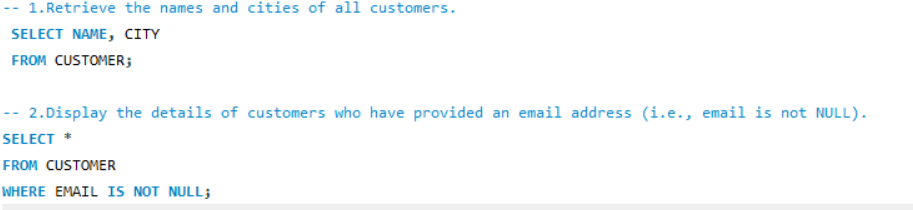 -- 1.Retrieve the names and cities of all customers.
SELECT NAME, CITY
FROM CUSTOMER;
-- 2.Display the details of customers who have provided an email address (i.e., email is not NULL).
SELECT *
FROM CUSTOMER
WHERE EMAIL IS NOT NULL;